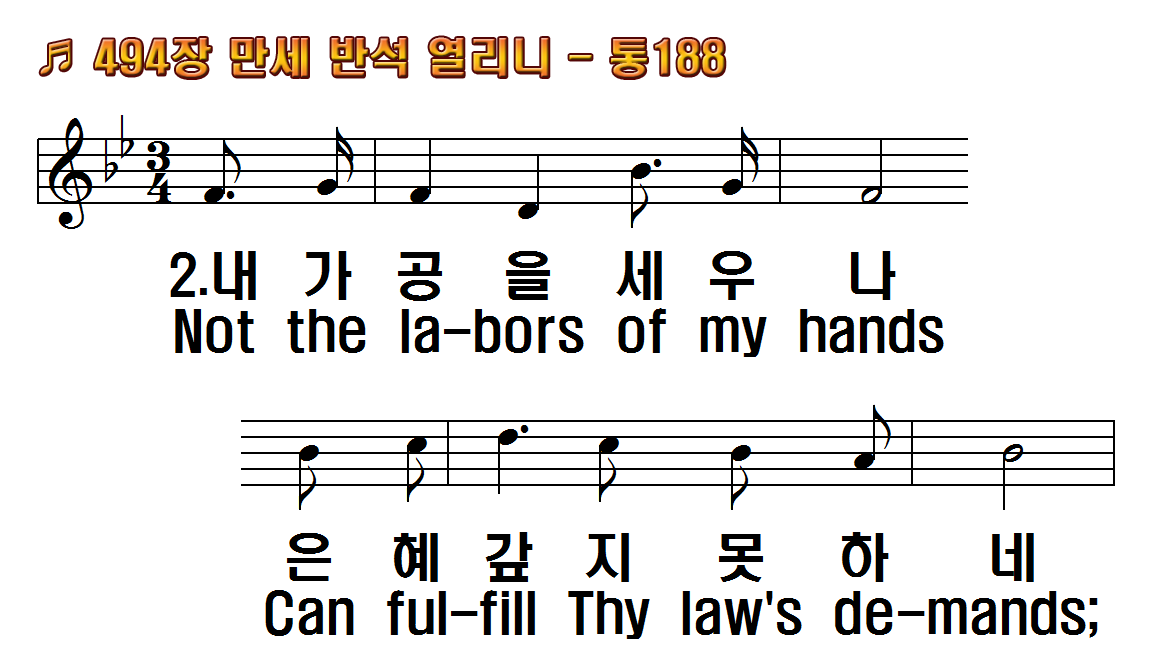 ♬ 494장 만세 반석 열리니 - 통188
3
4
2.내 가 공 을 세 우 나
Not the la-bors of my hands
은 혜 갚 지 못 하 네
Can ful-fill Thy law's de-mands;